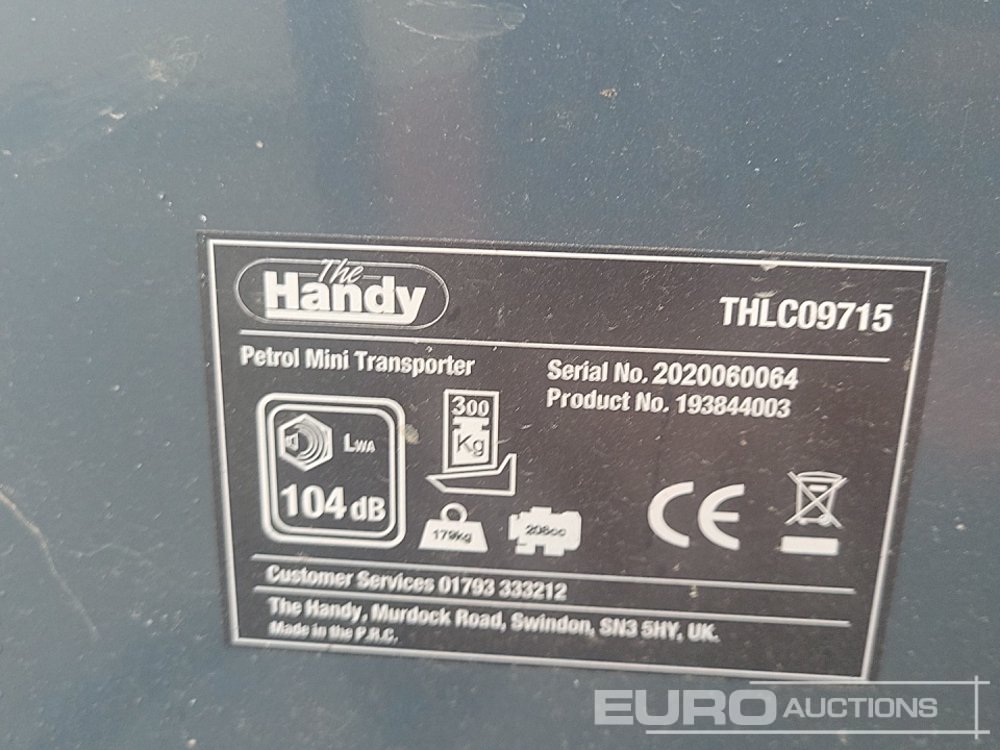 The
Handy
THLC09715
Petrol Mini Transporter
Serial No. 2020060064
Product No. 193844003
300
Kg
LWA
104 dB
179kg
208cc
CE
Customer Services 01793 333212
The Handy, Murdock Road, Swindon, SN3 5HY, UK.
Made in the P.R.C.
EURO AUCTIONS